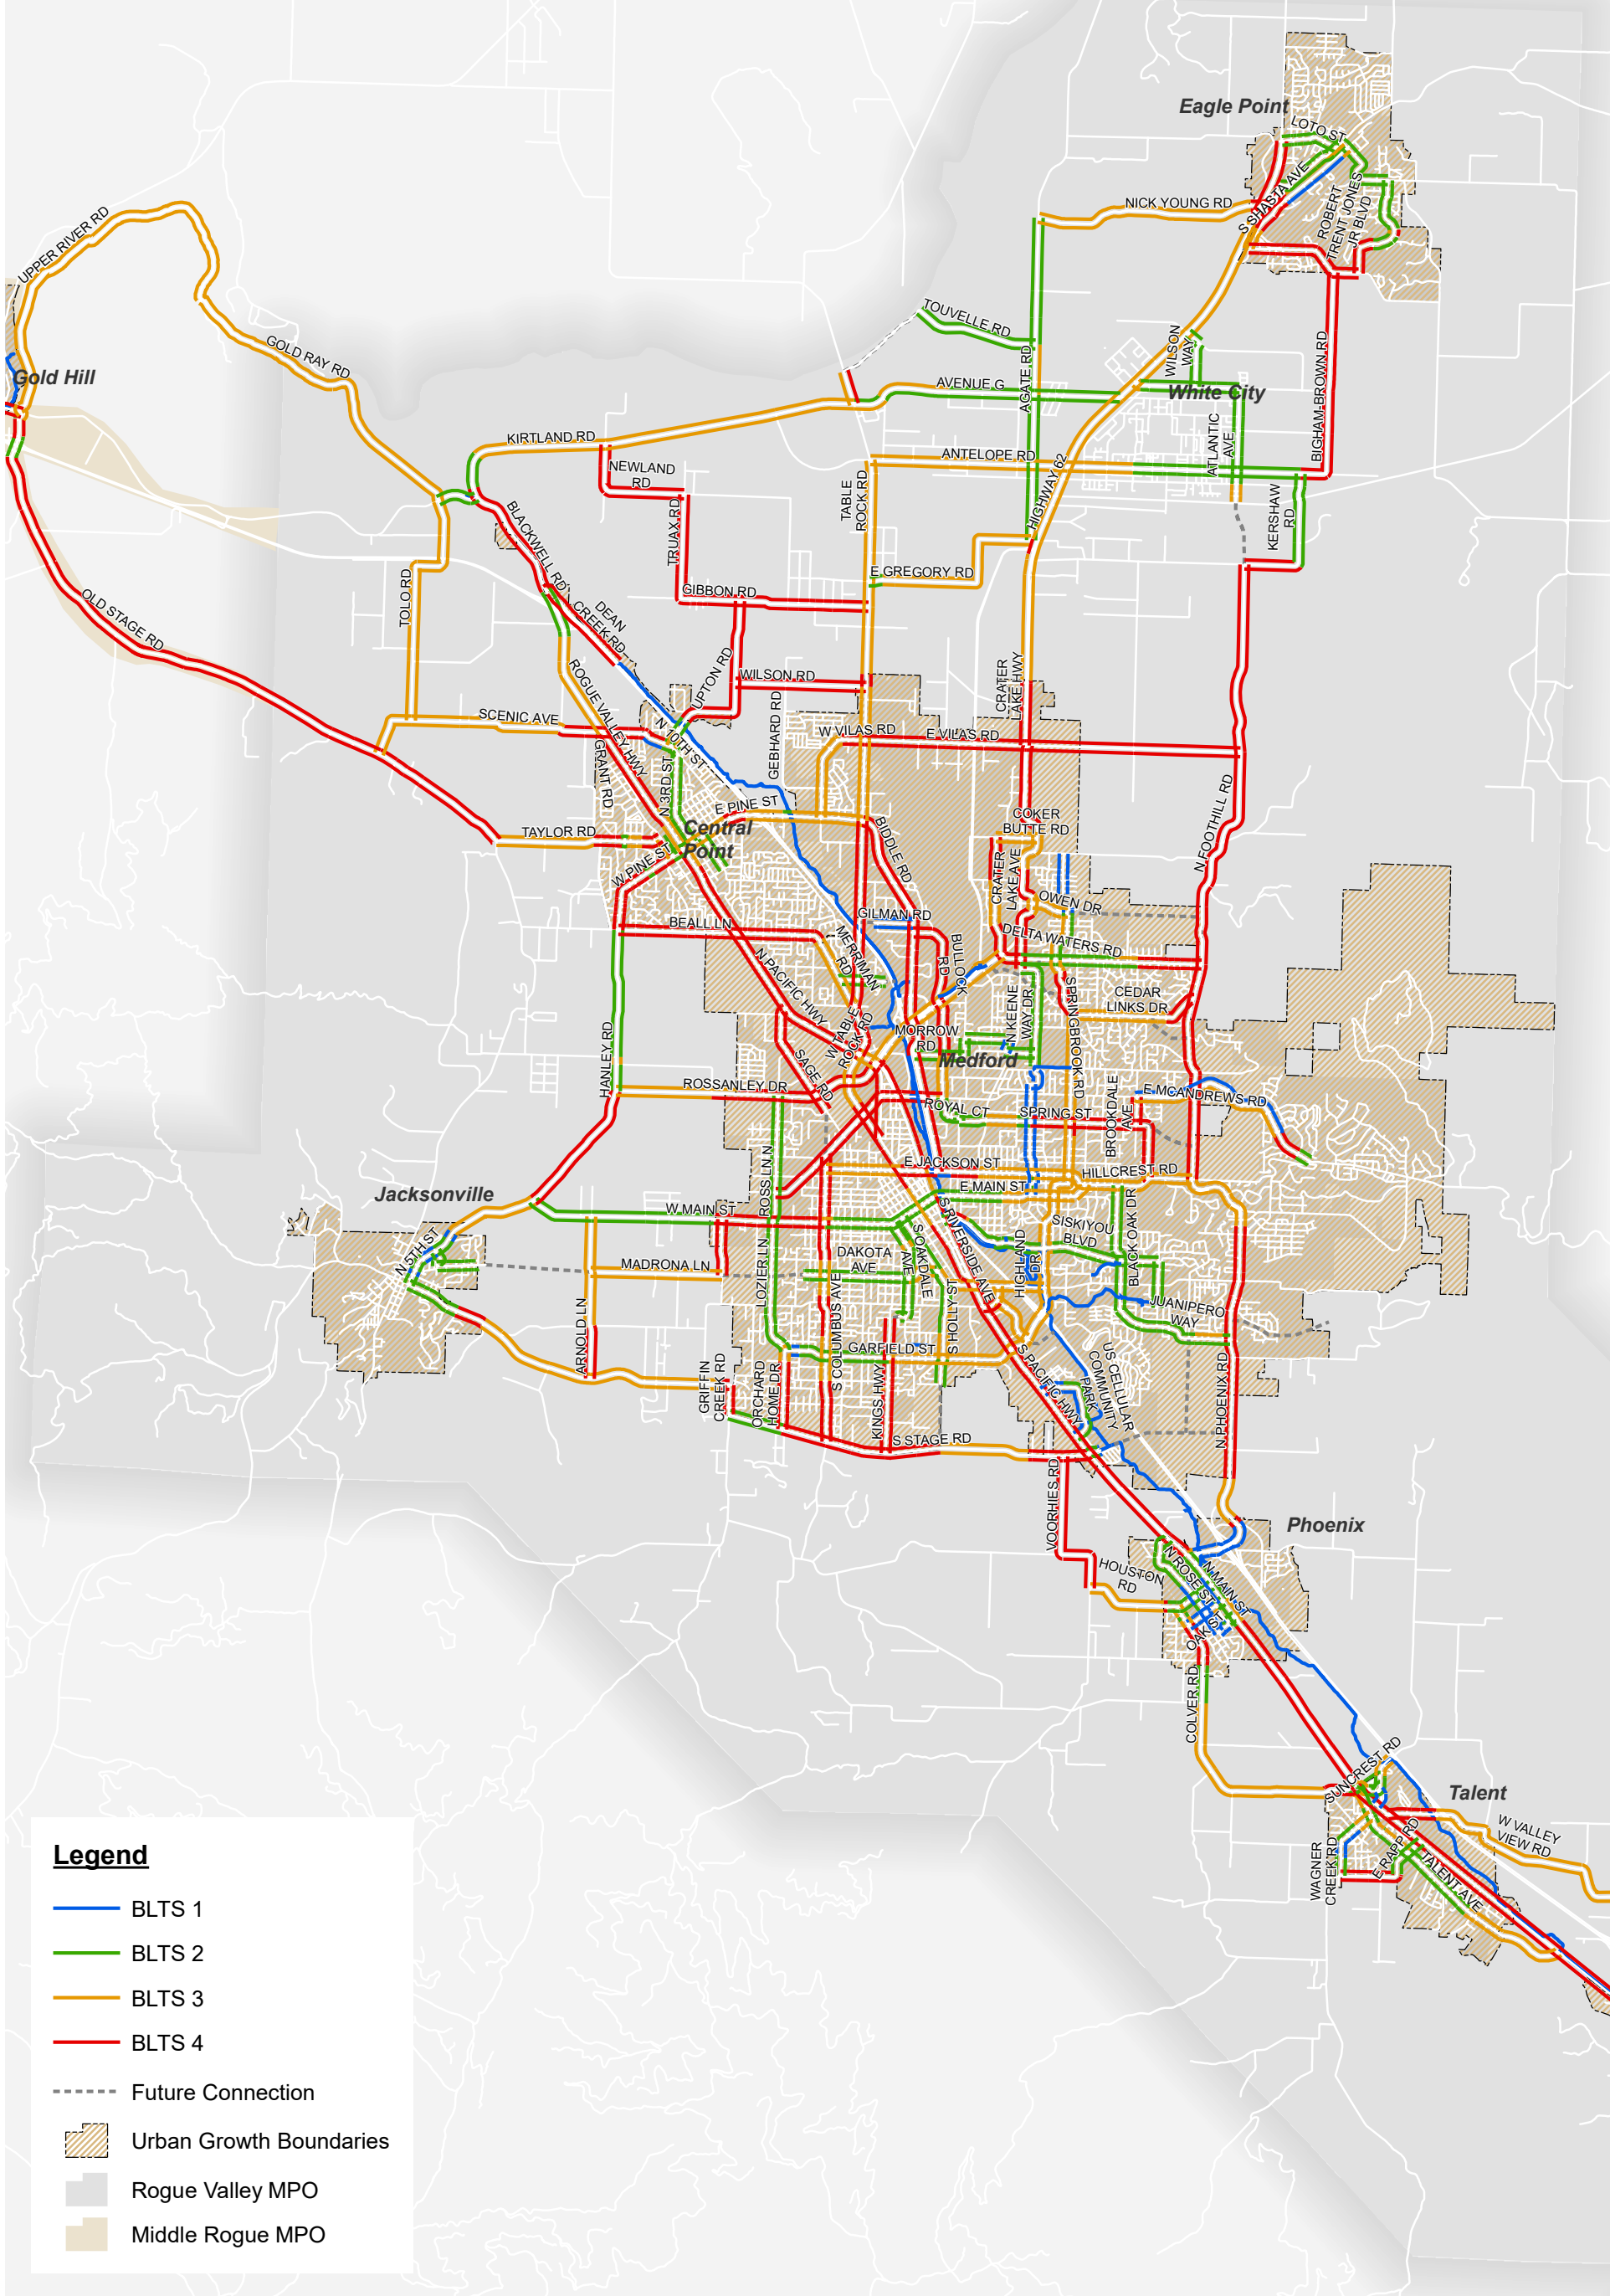 Eagle Point
LOTO ST
S SHASTA AVE
ROBERT
TRENT JONES
JR BLVD
NICK YOUNG RD
UPPER RIVER RD
GOLD RAY RD
Gold Hill
TOUVELLE RD
WILSON
WAY
AGATE RD
AVENUE G
White City
ATLANTIC
AVE
BIGHAM-BROWN RD
KIRTLAND RD
NEWLAND
RD
ANTELOPE RD
HIGHWAY 62
TABLE
ROCK RD
KERSHAW
RD
TRUAX RD
BLACKWELL RD
E GREGORY RD
GIBBON RD
DEAN
CREEK RD
TOLO RD
OLD STAGE RD
UPTON RD
WILSON RD
CRATER
LAKE HWY
ROGUE VALLEY HWY
SCENIC AVE
N 10TH ST
GEBHARD RD
W VILAS RD
E VILAS RD
GRANT RD
N 3RD ST
E PINE ST
N FOOTHILL RD
Central
Point
TAYLOR RD
W PINE ST
BIDDLE RD
COKER
BUTTE RD
CRATER
LAKE AVE
OWEN DR
BEALL LN
GILMAN RD
DELTA WATERS RD
MERRIMAN
RD
BULLOCK
RD
N PACIFIC HWY
CEDAR
LINKS DR
N KEENE
WAY DR
SPRINGBROOK RD
W TABLE
ROCK RD
MORROW
RD
Medford
HANLEY RD
SAGE RD
ROSSANLEY DR
BROOKDALE
AVE
E MCANDREWS RD
ROYAL CT
SPRING ST
ROSS LN N
E JACKSON ST
HILLCREST RD
E MAIN ST
Jacksonville
W MAIN ST
N 5TH ST
S RIVERSIDE AVE
SISKIYOU
BLVD
BLACK OAK DR
HIGHLAND
DR
S OAKDALE
AVE
DAKOTA
AVE
MADRONA LN
LOZIER LN
S COLUMBUS AVE
S HOLLY ST
JUANIPERO
WAY
ARNOLD LN
GARFIELD ST
S PACIFIC HWY
US CELLULAR
COMMUNITY
PARK
N PHOENIX RD
GRIFFIN
CREEK RD
ORCHARD
HOME DR
KINGS HWY
S STAGE RD
VOORHIES RD
Phoenix
HOUSTON
RD
N ROSE ST
N MAIN ST
OAK ST
COLVER RD
SUNCREST RD
Talent
W VALLEY
VIEW RD
WAGNER
CREEK RD
E RAPP RD
TALENT AVE
Legend
BLTS 1
BLTS 2
BLTS 3
BLTS 4
Future Connection
Urban Growth Boundaries
Rogue Valley MPO
Middle Rogue MPO